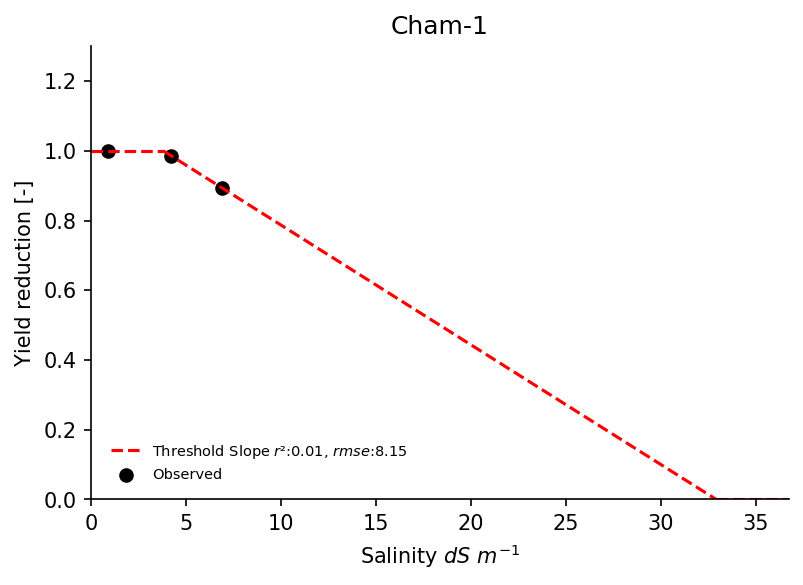 Cham-1
Yield reduction [-]
1.2
1.0
0.8
0.6
0.4
0.2
0.0
Threshold Slope r²:0.01, rmse:8.15
Observed
0 5 10 15 20 25 30 35
Salinity dS m⁻¹